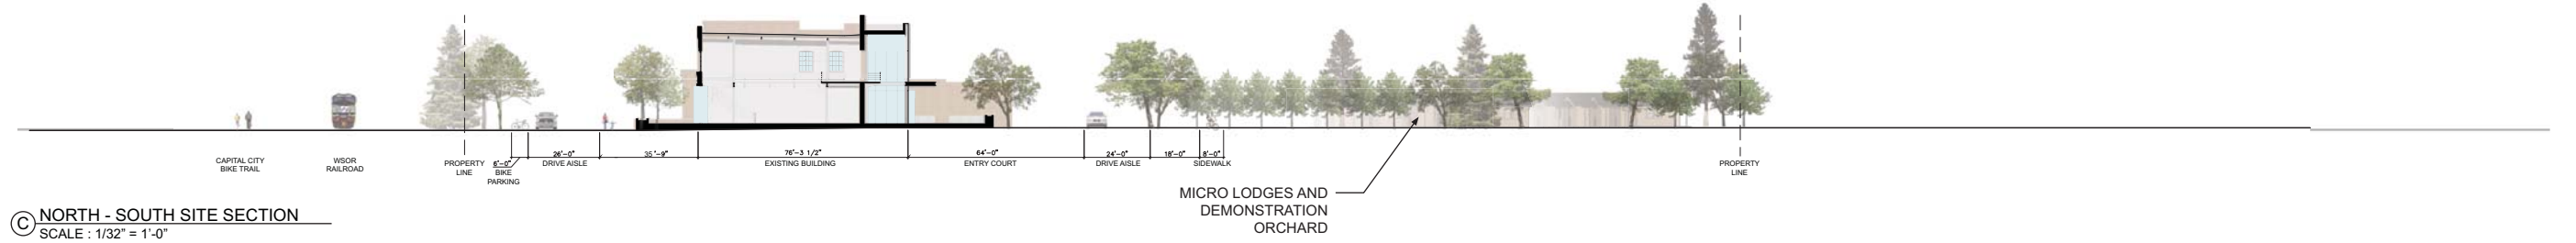 6'-0"
26'-0"
35'-9"
76'-3 1/2"
64'-0"
24'-0"
18'-0"
8'-0"
CAPITAL CITY
BIKE TRAIL
WSOR
RAILROAD
PROPERTY
LINE
BIKE
PARKING
DRIVE AISLE
EXISTING BUILDING
ENTRY COURT
DRIVE AISLE
SIDEWALK
PROPERTY
LINE
MICRO LODGES AND
DEMONSTRATION
ORCHARD
C
NORTH - SOUTH SITE SECTION
SCALE : 1/32" = 1'-0"